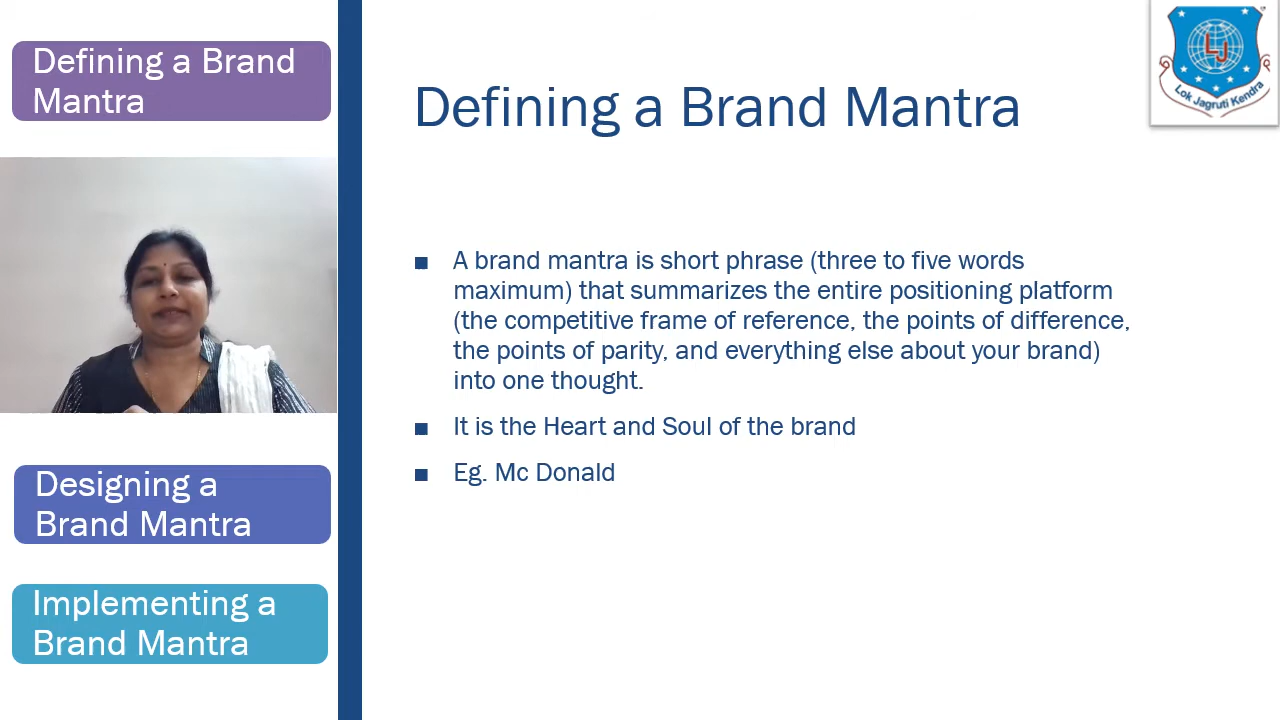 Defining a Brand
Mantra
Designing a
Brand Mantra
Implementing a
Brand Mantra
Defining a Brand Mantra
■ A brand mantra is short phrase (three to five words
maximum) that summarizes the entire positioning platform
(the competitive frame of reference, the points of difference,
the points of parity, and everything else about your brand)
into one thought.
■ It is the Heart and Soul of the brand
■ Eg. Mc Donald
LJ
Lok Jagruti Kendra